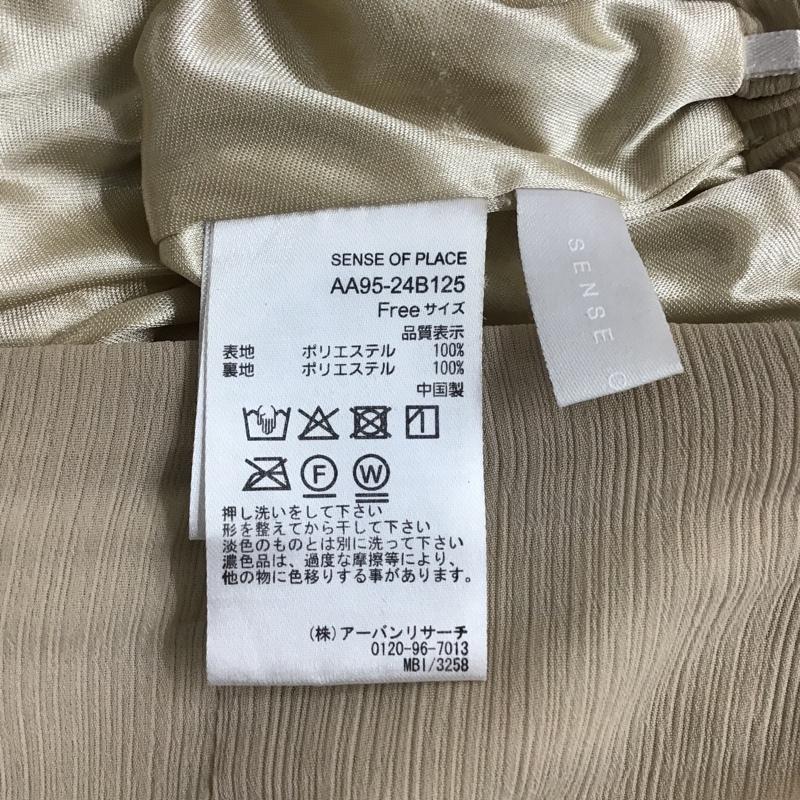 SENSE OF PLACE
AA95-24B125
Freeサイズ
品質表示
表地 ポリエステル 100%
裏地 ポリエステル 100%
中国製
F W
押し洗いをして下さい
形を整えてから干して下さい
淡色のものとは別に洗って下さい
濃色品は、過度な摩擦等により、
他の物に色移りする事があります。
(株)アーバンリサーチ
0120-96-7013
MBI/3258
SENSE O